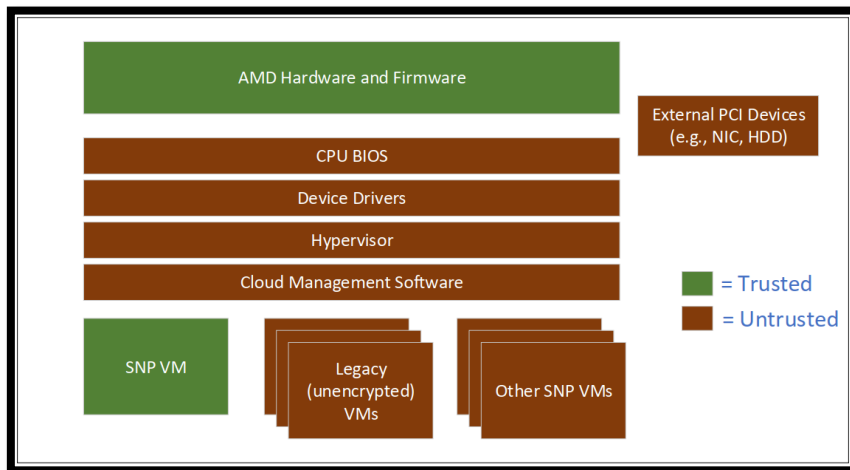 AMD Hardware and Firmware
External PCI Devices
(e.g., NIC, HDD)
CPU BIOS
Device Drivers
Hypervisor
Cloud Management Software
= Trusted
= Untrusted
SNP VM
Legacy
(unencrypted)
VMs
Other SNP VMs